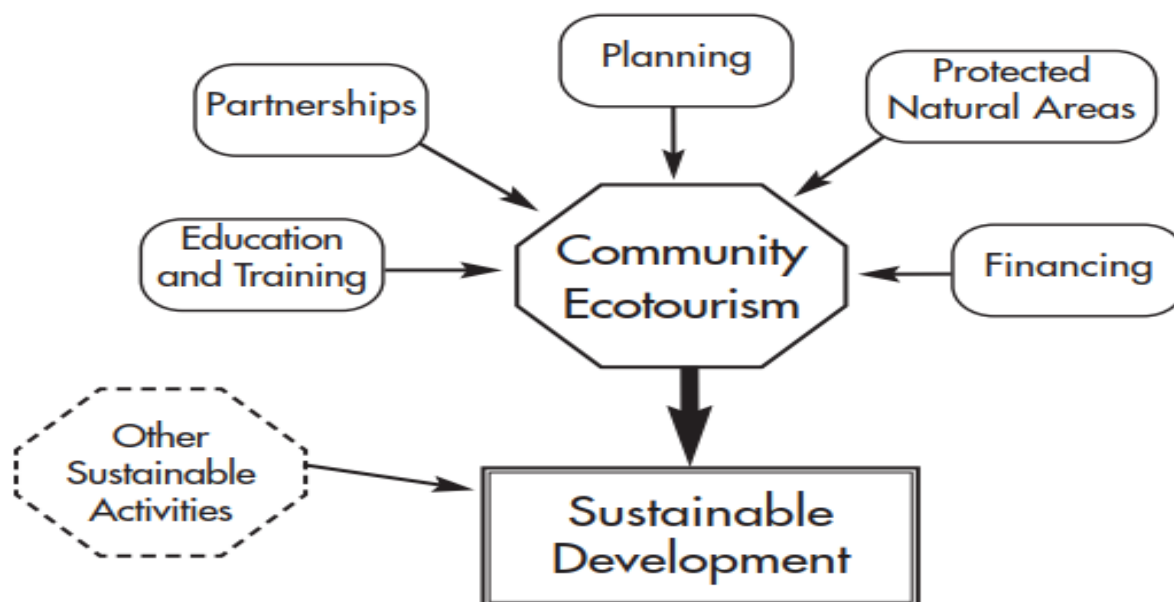 Planning
Partnerships
Protected
Natural Areas
Education
and Training
Community
Ecotourism
Financing
Other
Sustainable
Activities
Sustainable
Development